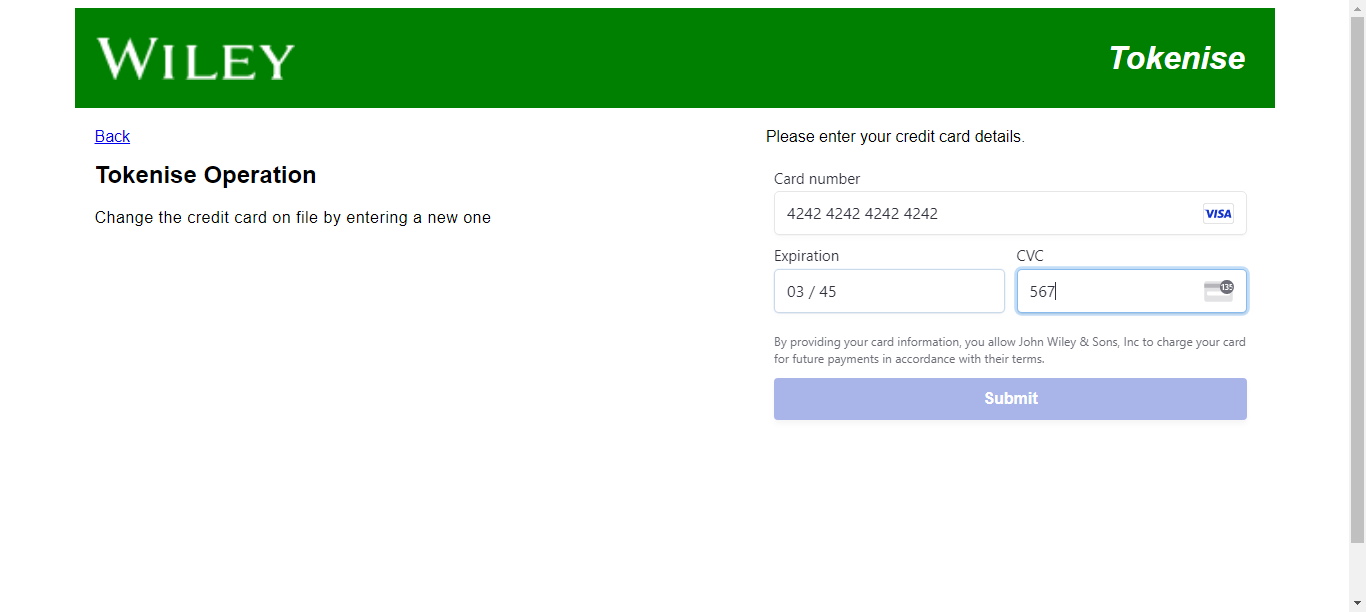 WILEY
Tokenise
Back
Tokenise Operation
Change the credit card on file by entering a new one
Please enter your credit card details.
Card number
4242 4242 4242 4242
VISA
Expiration
CVC
03 / 45
567
135
By providing your card information, you allow John Wiley & Sons, Inc to charge your card
for future payments in accordance with their terms.
Submit